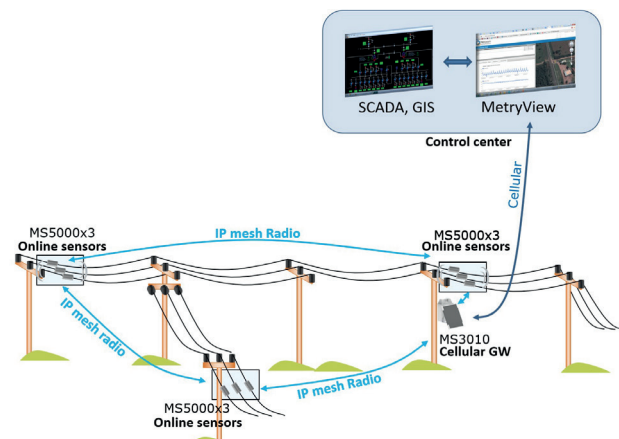 SCADA, GIS
MetryView
Control center
Cellular
MS5000x3
Online sensors
IP mesh Radio
MS5000x3
Online sensors
IP mesh radio
MS3010
Cellular GW
IP mesh Radio
MS5000x3
Online sensors